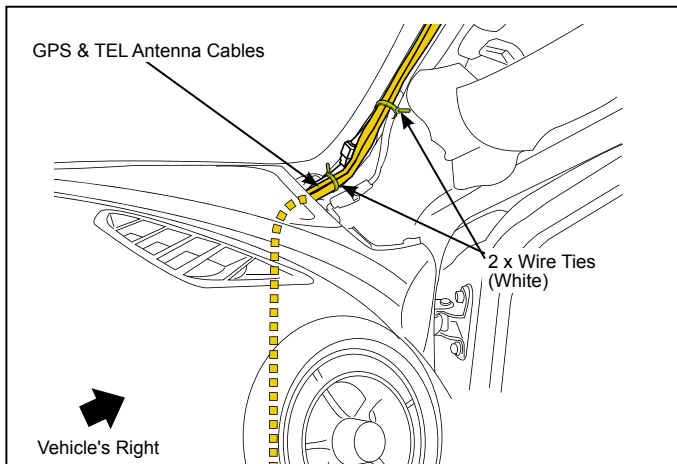 GPS & TEL Antenna Cables
2 x Wire Ties
(White)
Vehicle's Right